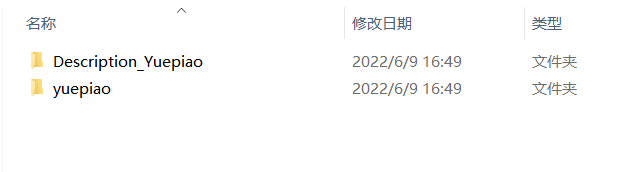 名称 修改日期 类型
Description_Yuepiao 2022/6/9 16:49 文件夹
yuepiao 2022/6/9 16:49 文件夹